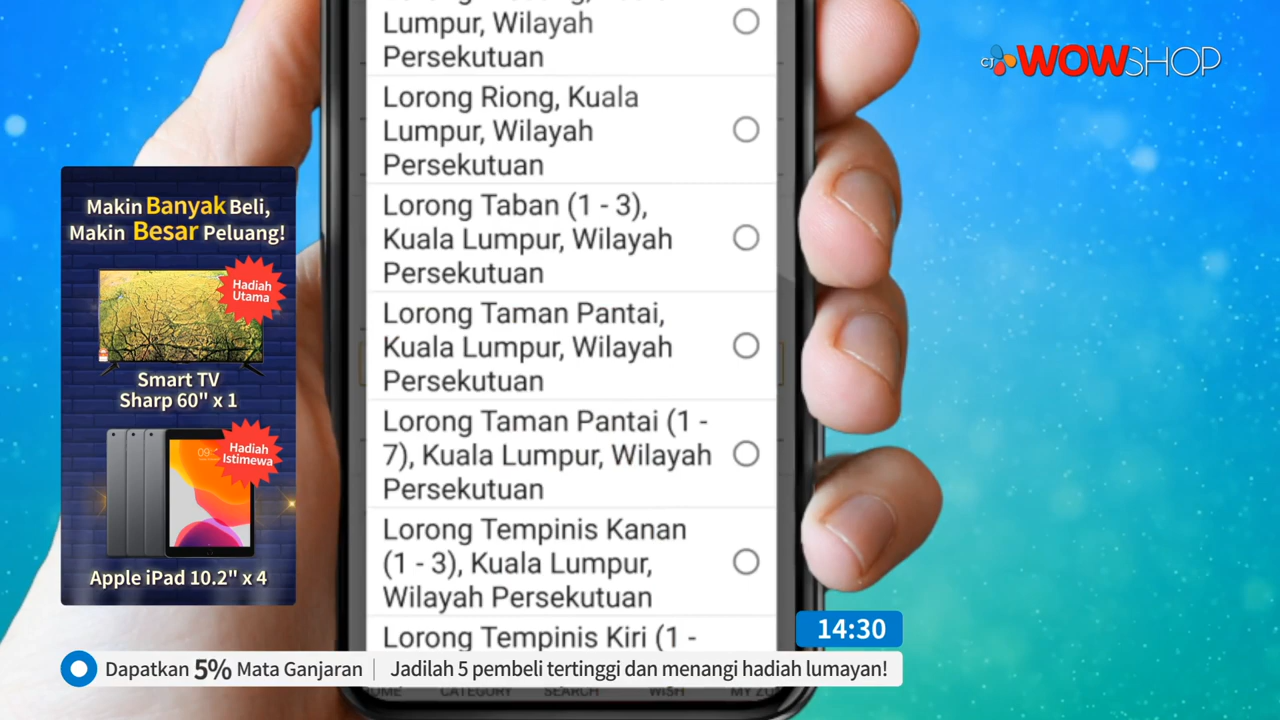 Lumpur, Wilayah
Persekutuan
Lorong Riong, Kuala
Lumpur, Wilayah
Persekutuan
Lorong Taban (1 - 3),
Kuala Lumpur, Wilayah
Persekutuan
Lorong Taman Pantai,
Kuala Lumpur, Wilayah
Persekutuan
Lorong Taman Pantai (1 -
7), Kuala Lumpur, Wilayah
Persekutuan
Lorong Tempinis Kanan
(1 - 3), Kuala Lumpur,
Wilayah Persekutuan
Lorong Tempinis Kiri (1 -
CJ WOWSHOP
Makin Banyak Beli,
Makin Besar Peluang!
Hadiah
Utama
Smart TV
Sharp 60" x 1
Hadiah
Istimewa
Apple iPad 10.2" x 4
14:30
Dapatkan 5% Mata Ganjaran | Jadilah 5 pembeli tertinggi dan menangi hadiah lumayan!
CATEGORY SEARCH WISH